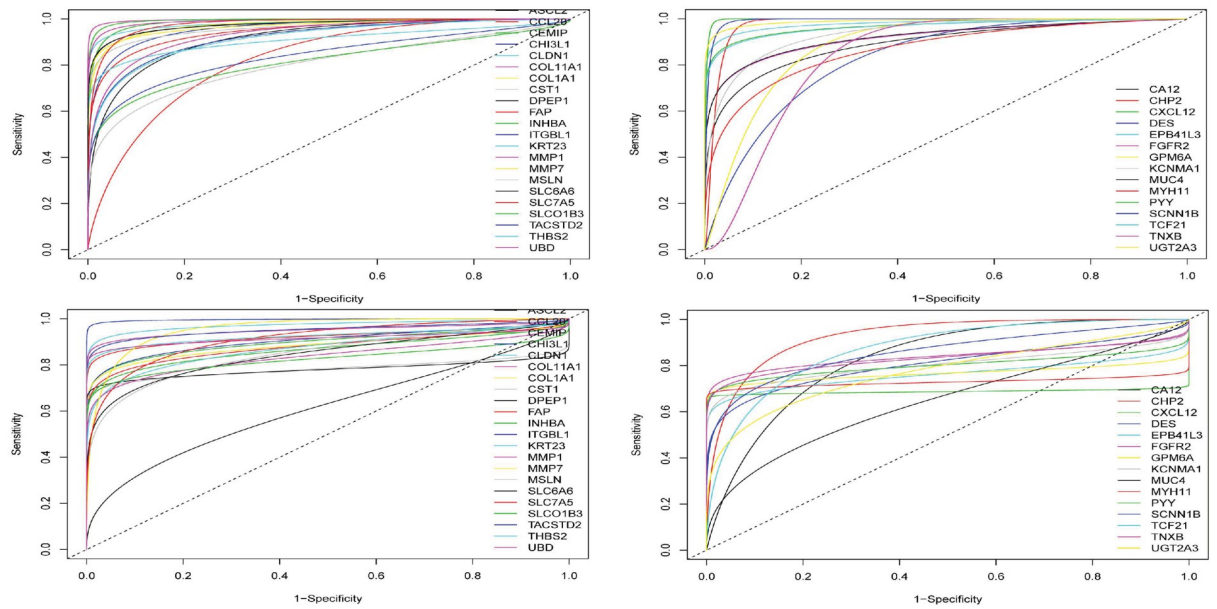 Sensitivity
1.0
0.8
0.6
0.4
0.2
0.0
0.0 0.2 0.4 0.6 0.8 1.0
1−Specificity
ASCL2
CCL20
CEMIP
CHI3L1
CLDN1
COL11A1
COL1A1
CST1
DPEP1
FAP
INHBA
ITGBL1
KRT23
MMP1
MMP7
MSLN
SLC6A6
SLC7A5
SLCO1B3
TACSTD2
THBS2
UBD
Sensitivity
1.0
0.8
0.6
0.4
0.2
0.0
0.0 0.2 0.4 0.6 0.8 1.0
1−Specificity
CA12
CHP2
CXCL12
DES
EPB41L3
FGFR2
GPM6A
KCNMA1
MUC4
MYH11
PYY
SCNN1B
TCF21
TNXB
UGT2A3
Sensitivity
1.0
0.8
0.6
0.4
0.2
0.0
0.0 0.2 0.4 0.6 0.8 1.0
1−Specificity
ASCL2
CCL20
CEMIP
CHI3L1
CLDN1
COL11A1
COL1A1
CST1
DPEP1
FAP
INHBA
ITGBL1
KRT23
MMP1
MMP7
MSLN
SLC6A6
SLC7A5
SLCO1B3
TACSTD2
THBS2
UBD
Sensitivity
1.0
0.8
0.6
0.4
0.2
0.0
0.0 0.2 0.4 0.6 0.8 1.0
1−Specificity
CA12
CHP2
CXCL12
DES
EPB41L3
FGFR2
GPM6A
KCNMA1
MUC4
MYH11
PYY
SCNN1B
TCF21
TNXB
UGT2A3